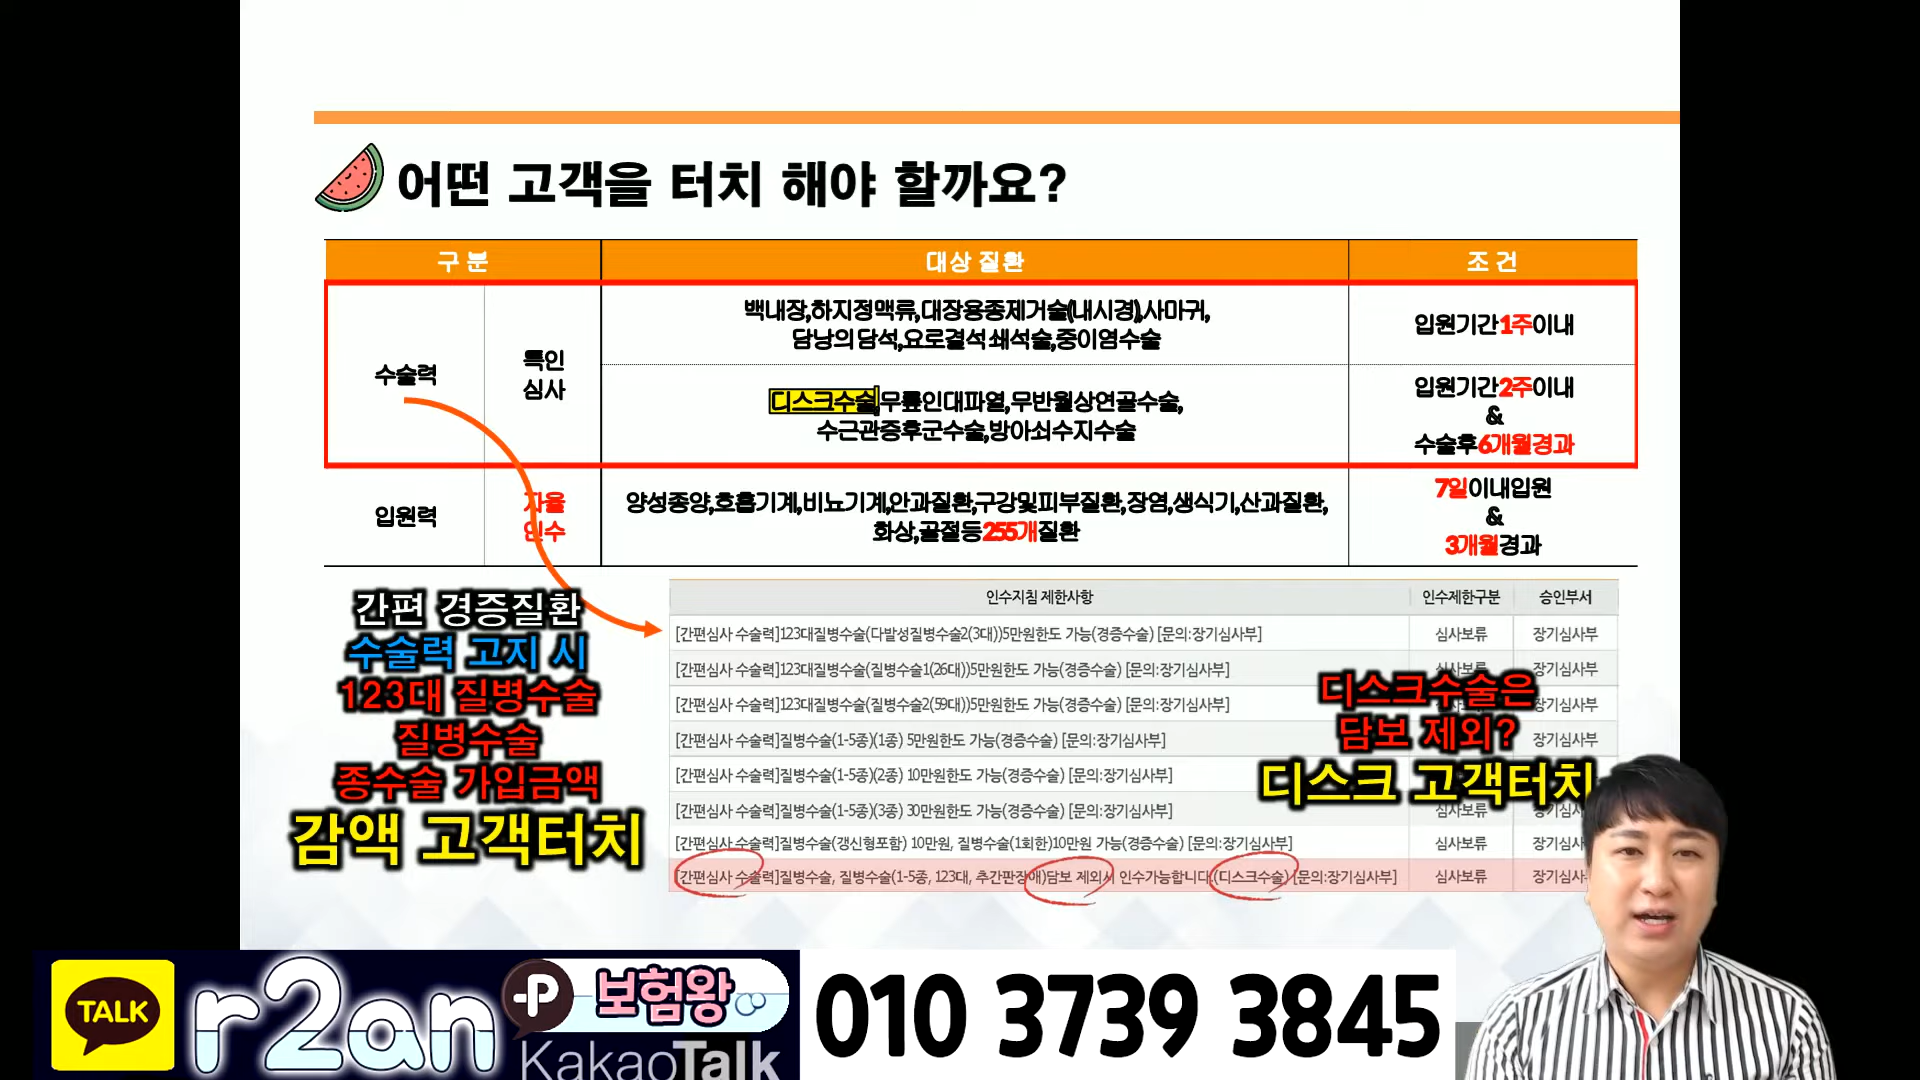 어떤 고객을 터치 해야 할까요?
구 분
대상 질환
조 건
수술력
특인
심사
백내장,하지정맥류,대장용종제거술(내시경),사마귀,
담낭의 담석,요로결석 쇄석술,중이염수술
입원기간1주이내
디스크수술,무릎인대파열,무반월상연골수술,
수근관증후군수술,방아쇠수지수술
입원기간2주이내
&
수술후6개월경과
입원력
자율
인수
양성종양,호흡기계,비뇨기계,안과질환,구강및피부질환,장염,생식기,산과질환,
화상,골절등255개질환
7일이내입원
&
3개월경과
간편 경증질환
수술력 고지 시
123대 질병수술
질병수술
종수술 가입금액
감액 고객터치
인수지침 제한사항
인수제한구분
승인부서
[간편심사 수술력]123대질병수술(다발성질병수술2(3대))5만원한도 가능(경증수술) [문의:장기심사부]
심사보류
장기심사부
[간편심사 수술력]123대질병수술(질병수술1(26대))5만원한도 가능(경증수술) [문의:장기심사부]
심사보류
장기심사부
[간편심사 수술력]123대질병수술(질병수술2(59대))5만원한도 가능(경증수술) [문의:장기심사부]
장기심사부
[간편심사 수술력]질병수술(1-5종)(1종) 5만원한도 가능(경증수술) [문의:장기심사부]
장기심사부
[간편심사 수술력]질병수술(1-5종)(2종) 10만원한도 가능(경증수술) [문의:장기심사부]
[간편심사 수술력]질병수술(1-5종)(3종) 30만원한도 가능(경증수술) [문의:장기심사부]
심사보류
[간편심사 수술력]질병수술(갱신형포함) 10만원, 질병수술(1회한)10만원 가능(경증수술) [문의:장기심사부]
심사보류
장기심사
[간편심사 수술력]질병수술, 질병수술(1-5종, 123대, 추간판장애)담보 제외시 인수가능합니다.(디스크수술) [문의:장기심사부]
심사보류
장기심사
디스크수술은
담보 제외?
디스크 고객터치
TALK
r2an
P
보험왕
KakaoTalk
010 3739 3845